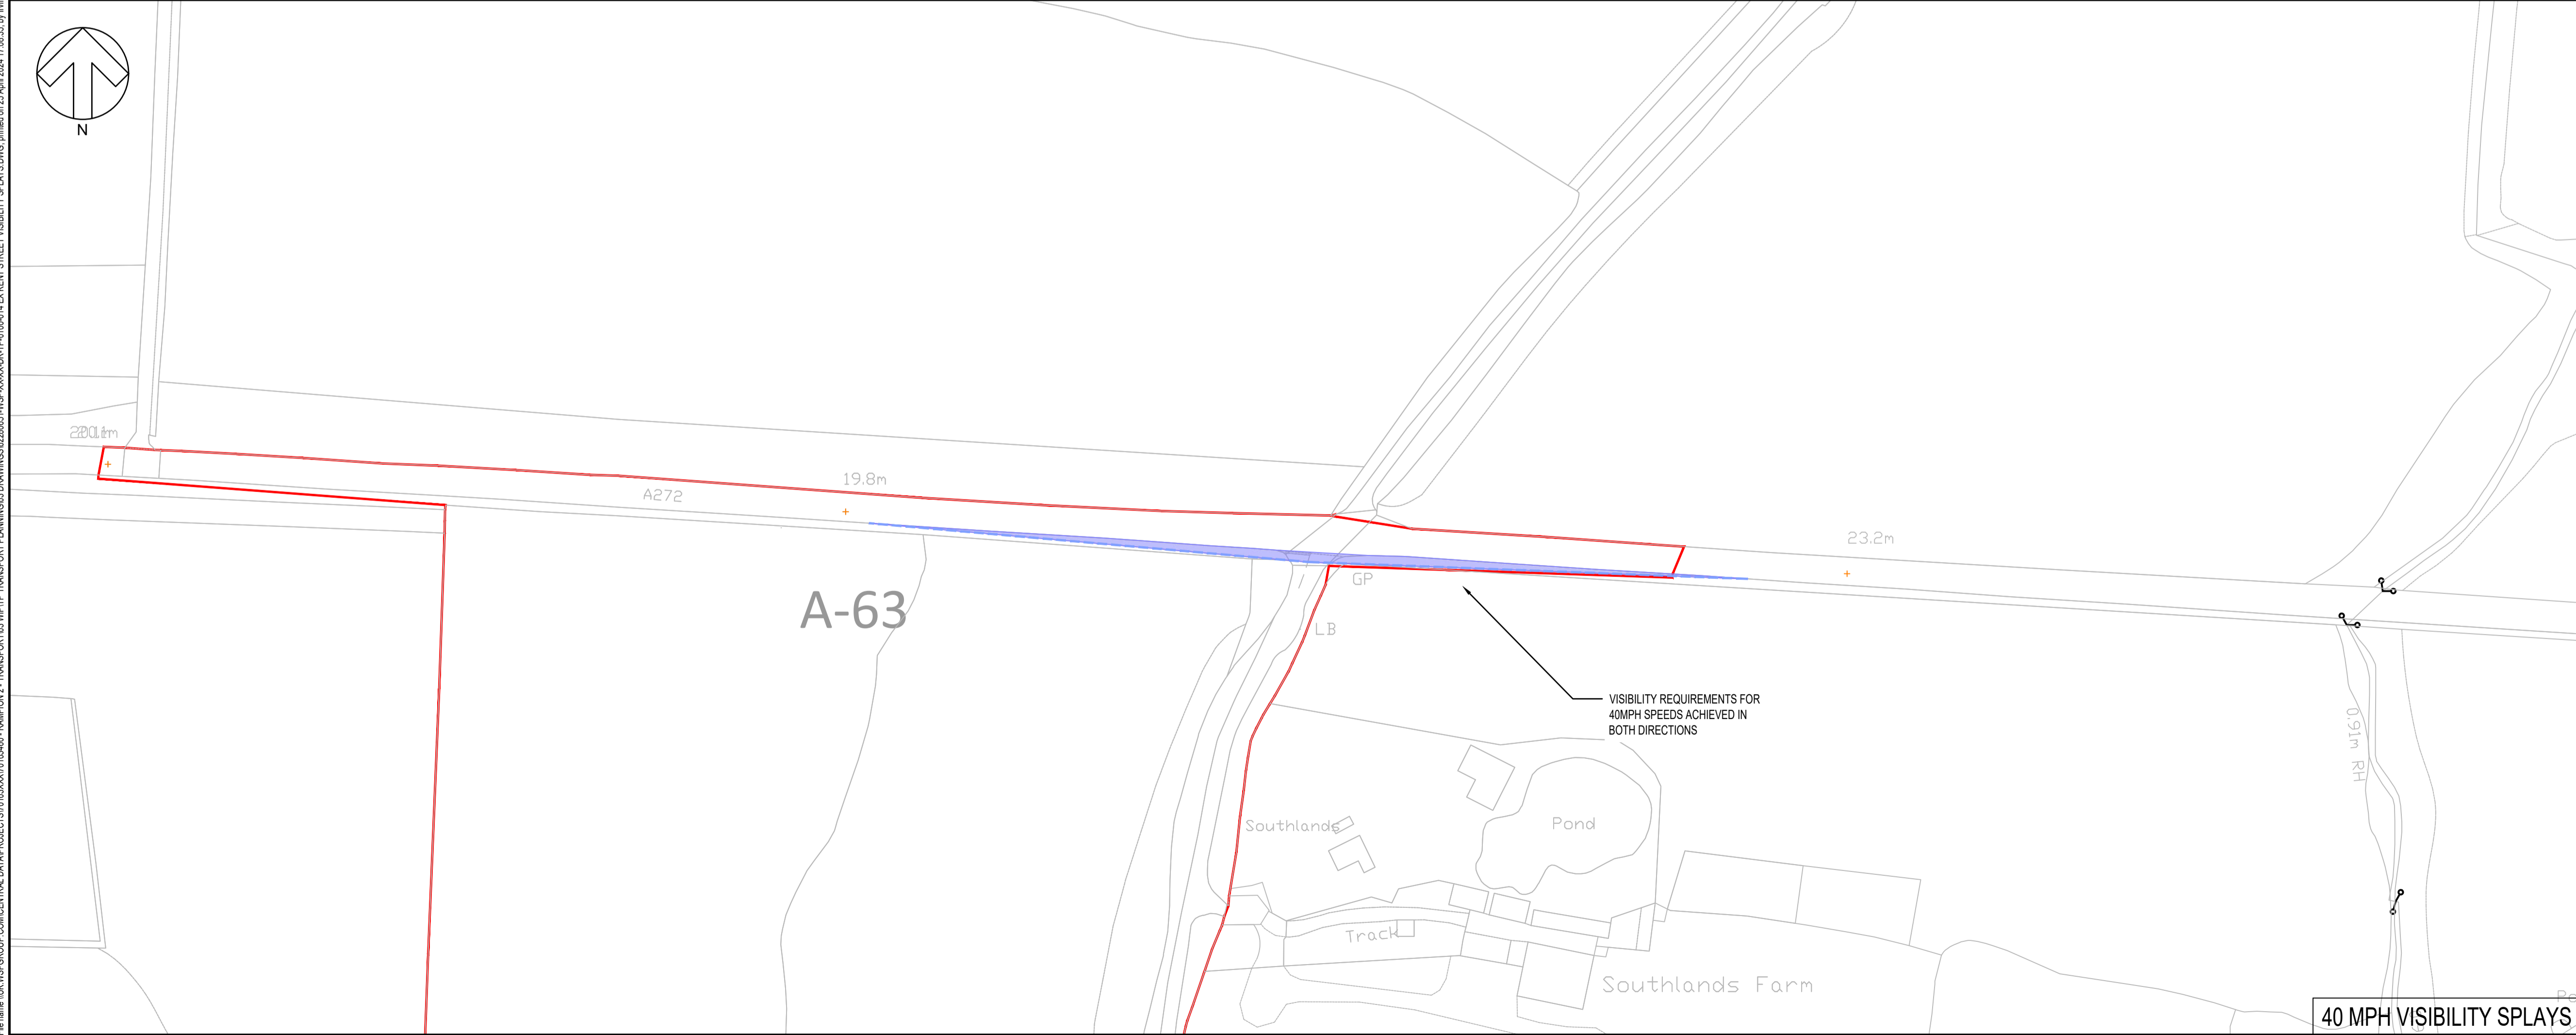 N
20.1m
19.8m
A272
23.2m
A-63
GP
LB
VISIBILITY REQUIREMENTS FOR
40MPH SPEEDS ACHIEVED IN
BOTH DIRECTIONS
0.91m RH
Southlands
Pond
Track
Southlands Farm
40 MPH VISIBILITY SPLAYS